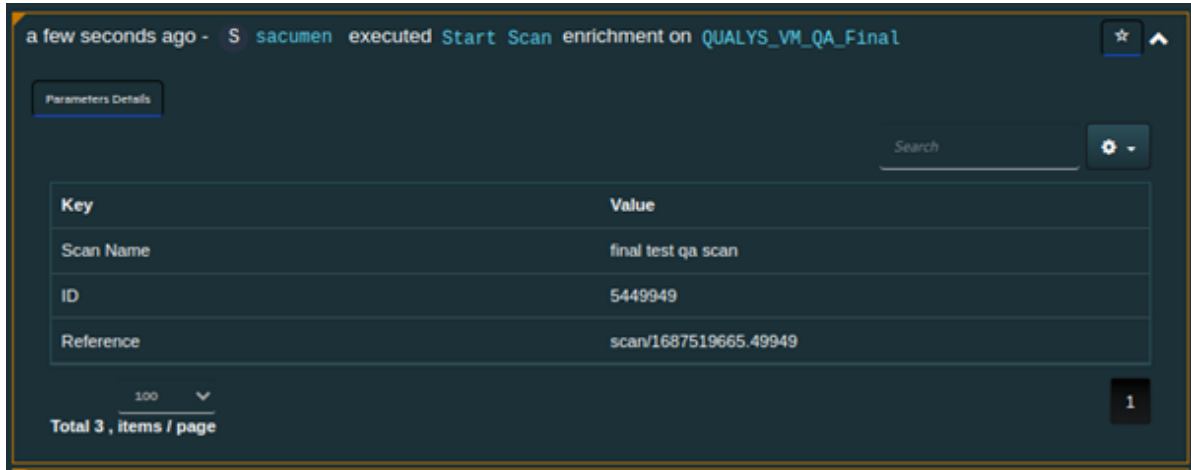 a few seconds ago - S sacumen executed Start Scan enrichment on QUALYS_VM_QA_Final
Parameters Details
Search
Key Value
Scan Name final test qa scan
ID 5449949
Reference scan/1687519665.49949
100
1
Total 3 , items / page